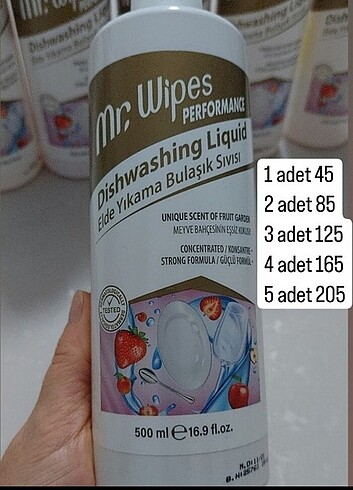 Mr. Wipes
PERFORMANCE
Dishwashing Liquid
Elde Yıkama Bulaşık Sıvısı
UNIQUE SCENT OF FRUIT GARDEN
MEYVE BAHÇESİNİN EŞSİZ KOKUSU
CONCENTRATED / KONSANTRE
STRONG FORMULA / GÜÇLÜ FORMÜL
TESTED
500 ml ℮ 16.9 fl.oz.
1 adet 45
2 adet 85
3 adet 125
4 adet 165
5 adet 205